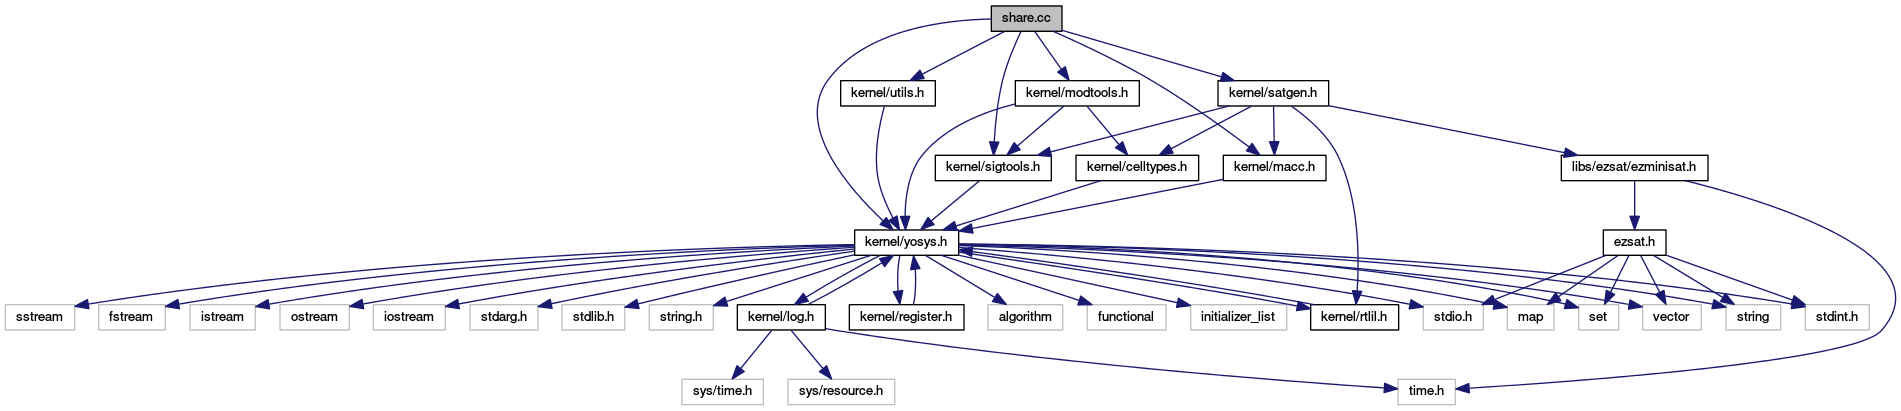 share.cc
kernel/utils.h
kernel/modtools.h
kernel/satgen.h
kernel/sigtools.h
kernel/celltypes.h
kernel/macc.h
libs/ezsat/ezminisat.h
kernel/yosys.h
ezsat.h
sstream
fstream
istream
ostream
iostream
stdarg.h
stdlib.h
string.h
kernel/log.h
kernel/register.h
algorithm
functional
initializer_list
kernel/rtlil.h
stdio.h
map
set
vector
string
stdint.h
sys/time.h
sys/resource.h
time.h